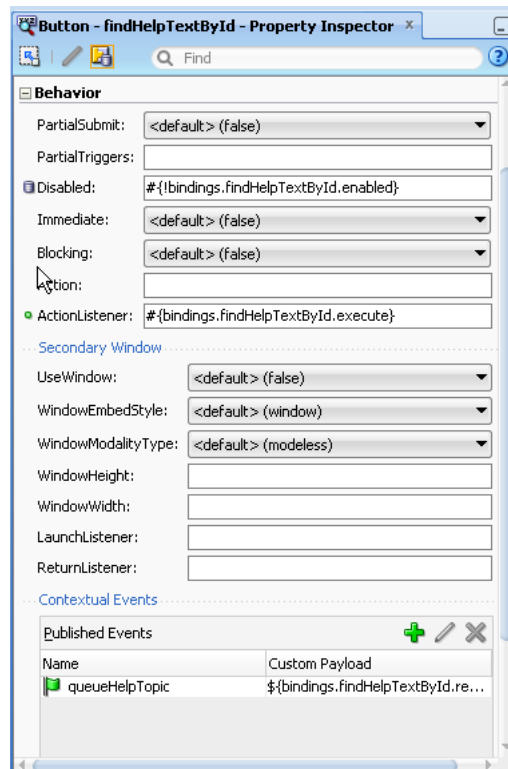 Button - findHelpTextById - Property Inspector
Find
Behavior
PartialSubmit: <default> (false)
PartialTriggers:
Disabled: #{!bindings.findHelpTextById.enabled}
Immediate: <default> (false)
Blocking: <default> (false)
Action:
ActionListener: #{bindings.findHelpTextById.execute}
Secondary Window
UseWindow: <default> (false)
WindowEmbedStyle: <default> (window)
WindowModalityType: <default> (modeless)
WindowHeight:
WindowWidth:
LaunchListener:
ReturnListener:
Contextual Events
Published Events
Name Custom Payload
queueHelpTopic ${bindings.findHelpTextById.re...